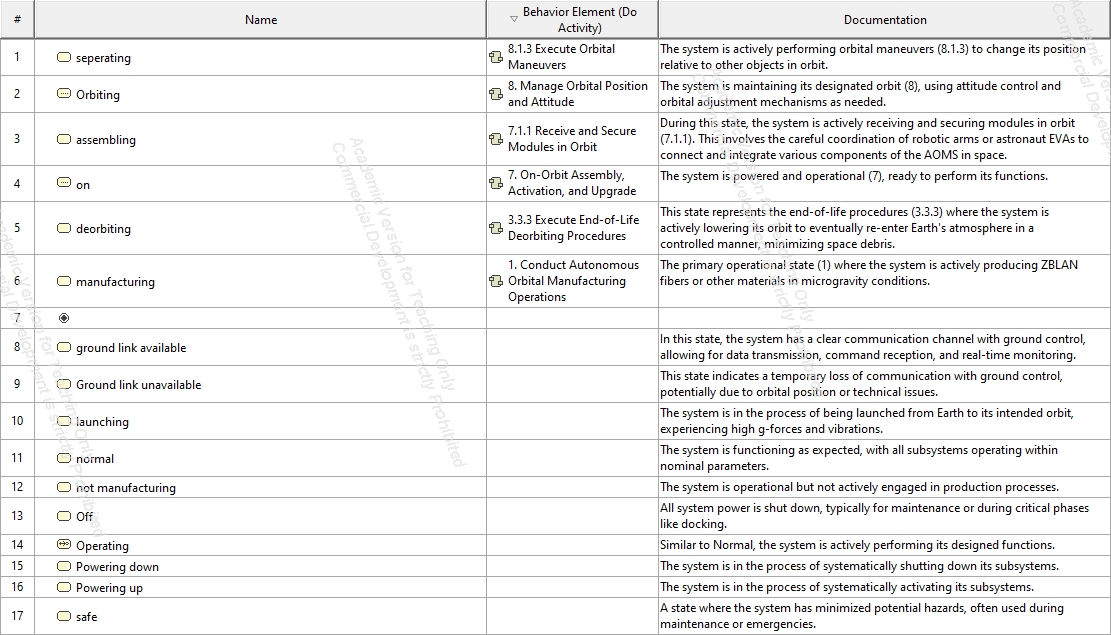 # Name Behavior Element (Do Activity) Documentation
1 seperating 8.1.3 Execute Orbital Maneuvers The system is actively performing orbital maneuvers (8.1.3) to change its position
relative to other objects in orbit.
2 Orbiting 8. Manage Orbital Position and Attitude The system is maintaining its designated orbit (8), using attitude control and
orbital adjustment mechanisms as needed.
3 assembling 7.1.1 Receive and Secure Modules in Orbit During this state, the system is actively receiving and securing modules in orbit
(7.1.1). This involves the careful coordination of robotic arms or astronaut EVAs to
connect and integrate various components of the AOMS in space.
4 on 7. On-Orbit Assembly, Activation, and Upgrade The system is powered and operational (7), ready to perform its functions.
5 deorbiting 3.3.3 Execute End-of-Life Deorbiting Procedures This state represents the end-of-life procedures (3.3.3) where the system is
actively lowering its orbit to eventually re-enter Earth's atmosphere in a
controlled manner, minimizing space debris.
6 manufacturing 1. Conduct Autonomous Orbital Manufacturing Operations The primary operational state (1) where the system is actively producing ZBLAN
fibers or other materials in microgravity conditions.
7
8 ground link available In this state, the system has a clear communication channel with ground control,
allowing for data transmission, command reception, and real-time monitoring.
9 Ground link unavailable This state indicates a temporary loss of communication with ground control,
potentially due to orbital position or technical issues.
10 launching The system is in the process of being launched from Earth to its intended orbit,
experiencing high g-forces and vibrations.
11 normal The system is functioning as expected, with all subsystems operating within
nominal parameters.
12 not manufacturing The system is operational but not actively engaged in production processes.
13 Off All system power is shut down, typically for maintenance or during critical phases
like docking.
14 Operating Similar to Normal, the system is actively performing its designed functions.
15 Powering down The system is in the process of systematically shutting down its subsystems.
16 Powering up The system is in the process of systematically activating its subsystems.
17 safe A state where the system has minimized potential hazards, often used during
maintenance or emergencies.
Academic Version for Teaching Only
Commercial Development is strictly Prohibited